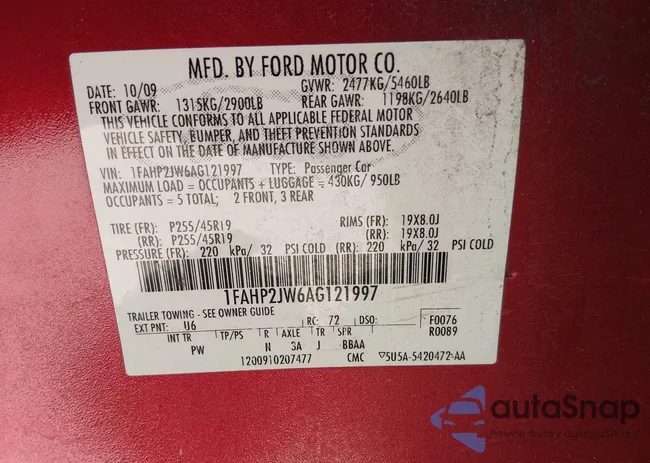 MFD. BY FORD MOTOR CO.
DATE: 10/09 GVWR: 2477KG/5460LB
FRONT GAWR: 1315KG/2900LB REAR GAWR: 1198KG/2640LB
THIS VEHICLE CONFORMS TO ALL APPLICABLE FEDERAL MOTOR
VEHICLE SAFETY, BUMPER, AND THEFT PREVENTION STANDARDS
IN EFFECT ON THE DATE OF MANUFACTURE SHOWN ABOVE.
VIN: 1FAHP2JW6AG121997 TYPE: Passenger Car
MAXIMUM LOAD = OCCUPANTS + LUGGAGE = 430KG/950LB
OCCUPANTS = 5 TOTAL; 2 FRONT, 3 REAR
TIRE (FR): P255/45R19 RIMS (FR): 19X8.0J
(RR): P255/45R19 (RR): 19X8.0J
PRESSURE (FR): 220 kPa/ 32 PSI COLD (RR): 220 kPa/ 32 PSI COLD
1FAHP2JW6AG121997
TRAILER TOWING - SEE OWNER GUIDE F0076
EXT PNT: U6 RC: 72 DSO: R0089
INT TR TP/PS R AXLE TR SPR
PW N 3A J BBAA
1200910207477 CMC ▽5U5A-5420472-AA
autoSnap